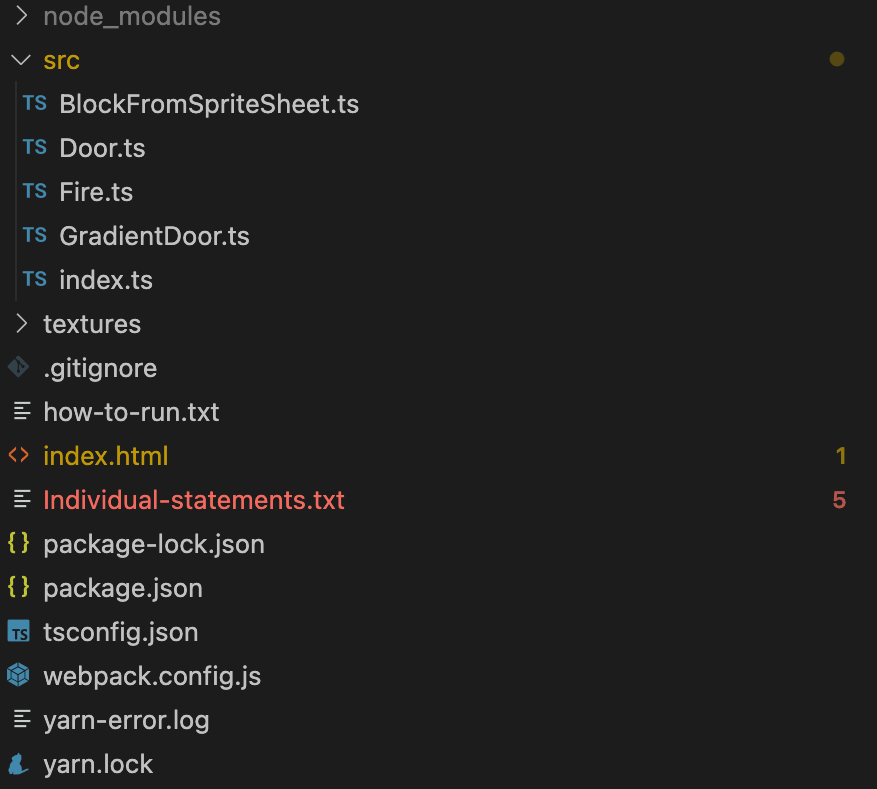 node_modules
src
TS BlockFromSpriteSheet.ts
TS Door.ts
TS Fire.ts
TS GradientDoor.ts
TS index.ts
textures
.gitignore
how-to-run.txt
<> index.html 1
Individual-statements.txt 5
{} package-lock.json
{} package.json
TS tsconfig.json
webpack.config.js
yarn-error.log
yarn.lock